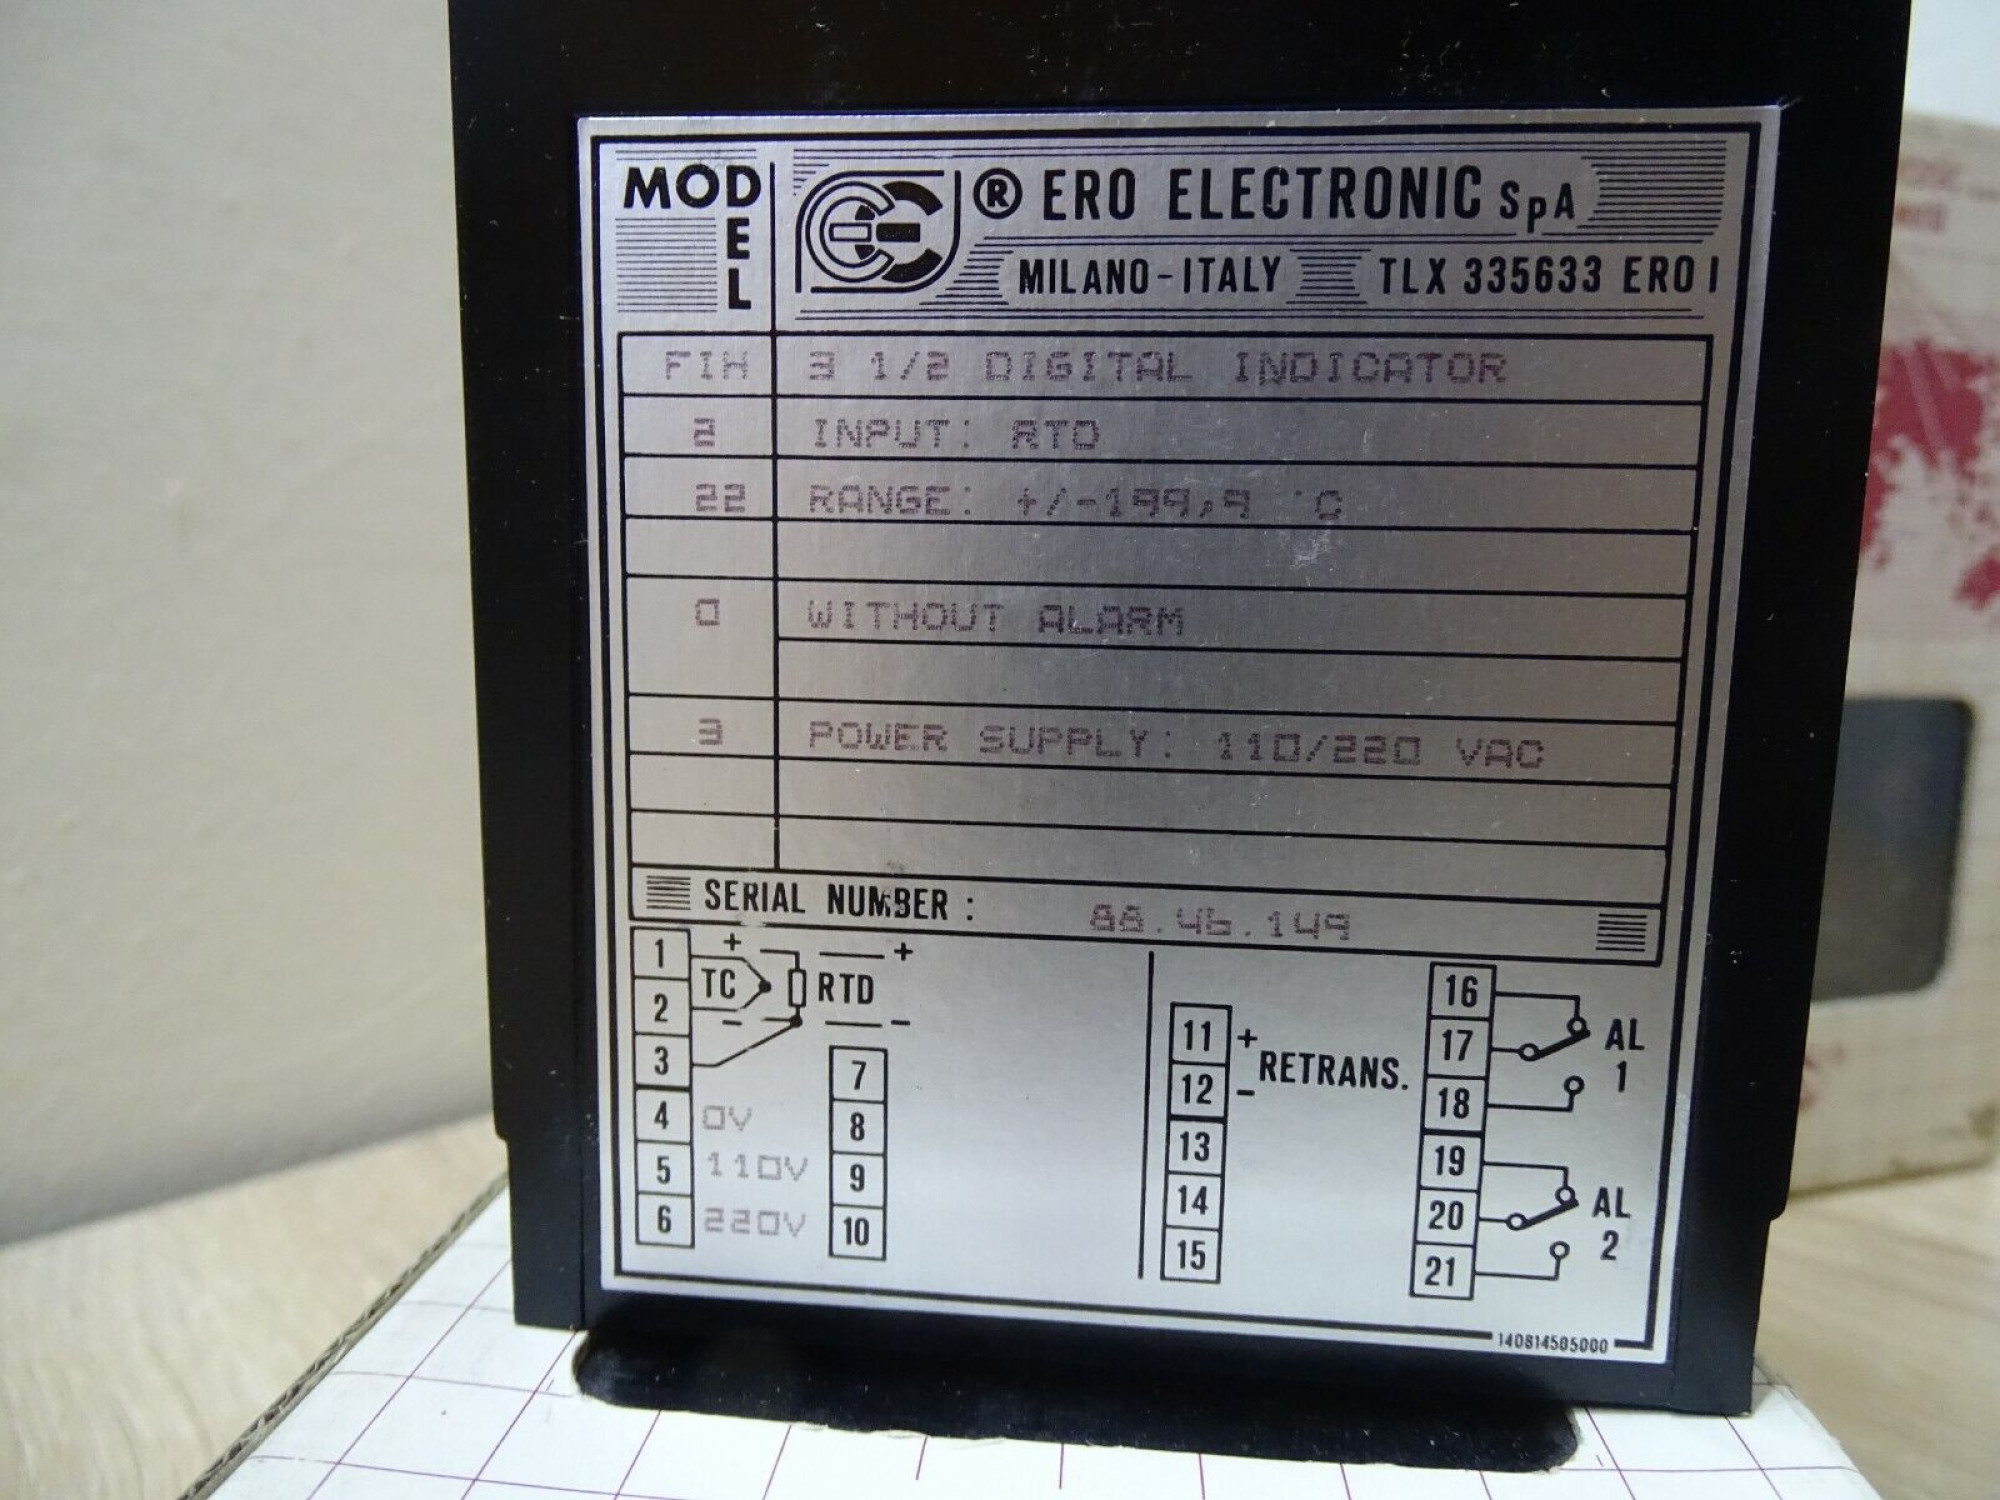 MODEL
® ERO ELECTRONIC SpA
MILANO-ITALY TLX 335633 ERO I
FIX 3 1/2 DIGITAL INDICATOR
2 INPUT: RTD
22 RANGE: +/-199,9 °C
0 WITHOUT ALARM
3 POWER SUPPLY: 110/220 VAC
SERIAL NUMBER: 88.46.149
1 + +
TC RTD
2 - -
3
4 0V
5 110V
6 220V
7
8
9
10
11 +
RETRANS.
12 -
13
14
15
16
17 AL 1
18
19
20 AL 2
21
140814505000